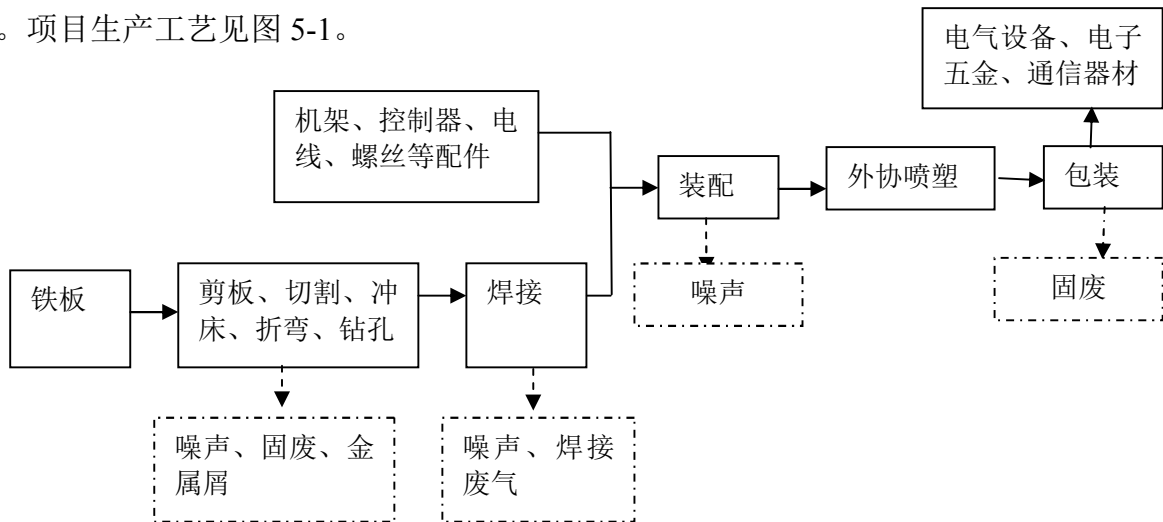 。项目生产工艺见图 5-1。
电气设备、电子
五金、通信器材
机架、控制器、电
线、螺丝等配件
装配
外协喷塑
包装
噪声
固废
铁板
剪板、切割、冲
床、折弯、钻孔
焊接
噪声、固废、金
属屑
噪声、焊接
废气